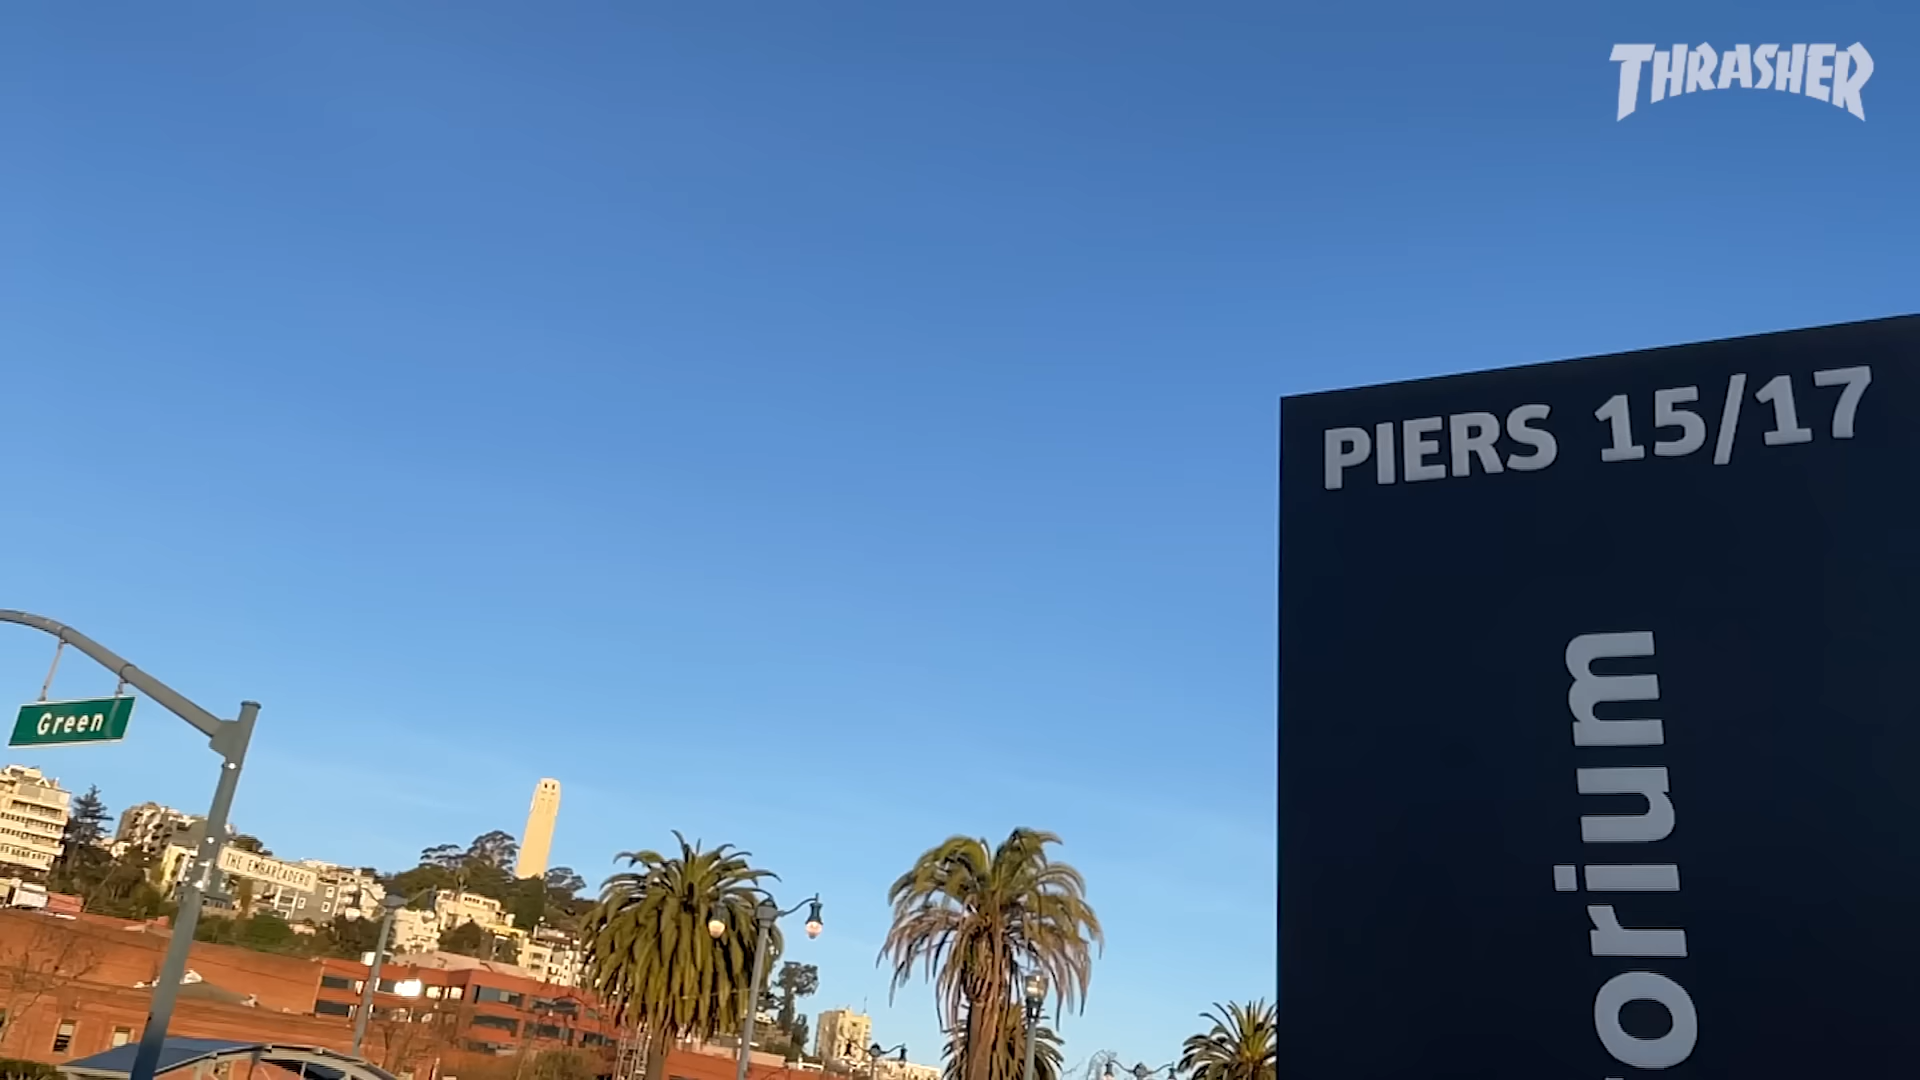 THRASHER
PIERS 15/17
orium
Green
THE EMBARCADERO